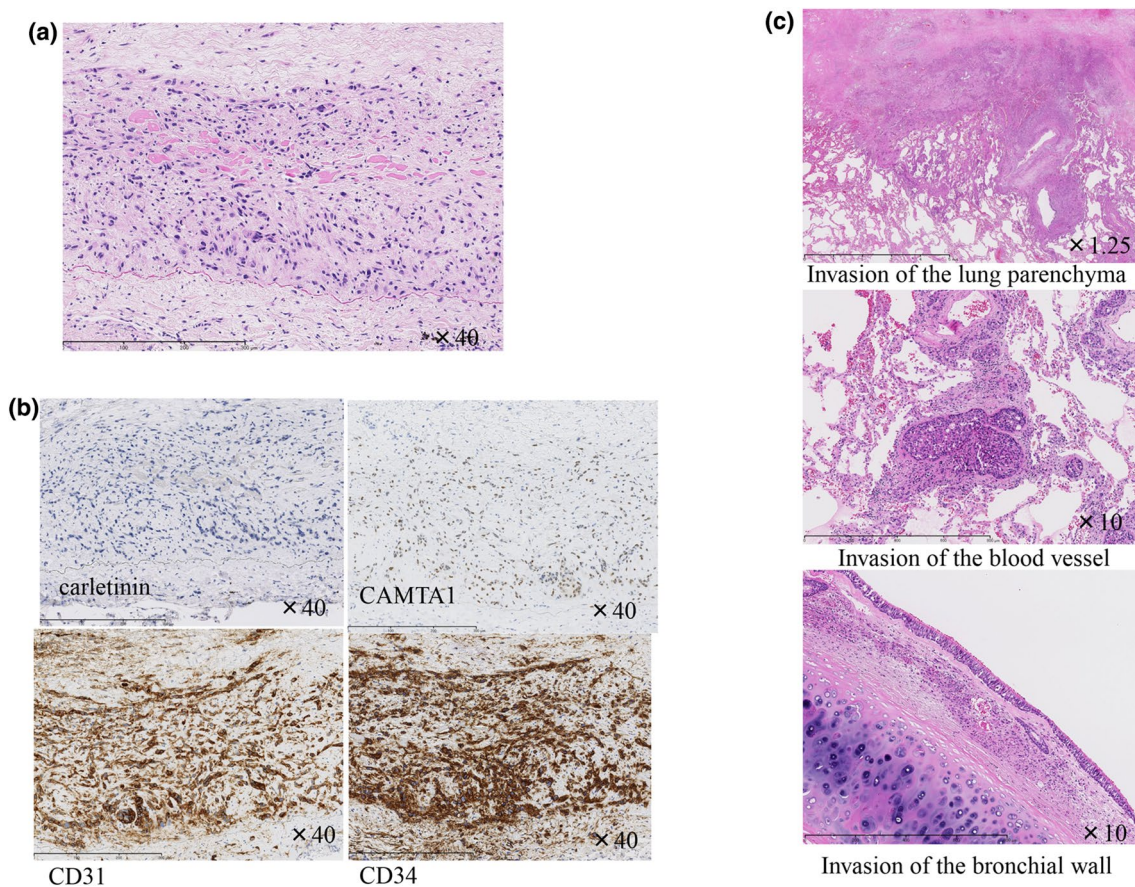 (a)
× 40
(b)
carletinin
× 40
CAMTA1
× 40
× 40
CD31
× 40
CD34
(c)
× 1.25
Invasion of the lung parenchyma
× 10
Invasion of the blood vessel
× 10
Invasion of the bronchial wall